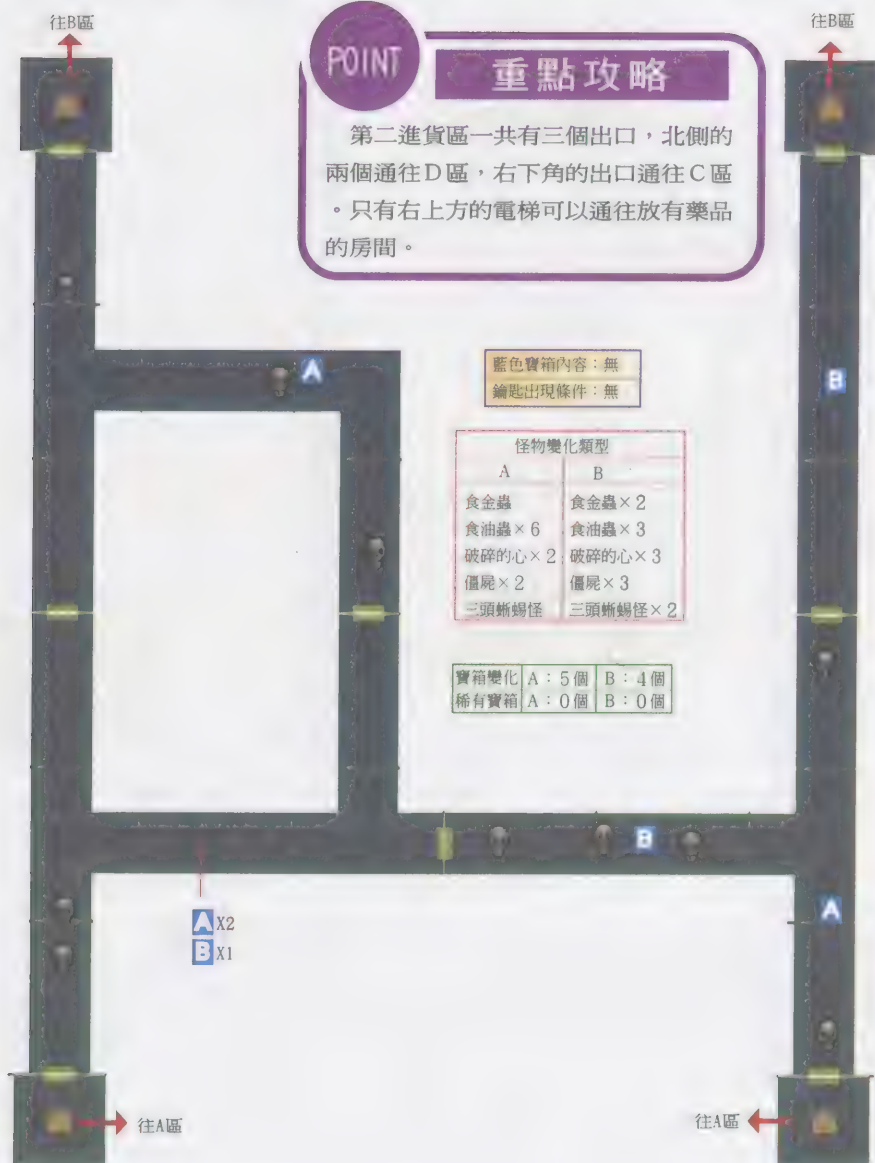 往B區
往B區
POINT
重點攻略
第二進貨區一共有三個出口，北側的
兩個通往D區，右下角的出口通往C區
。只有右上方的電梯可以通往放有藥品
的房間。
A
B
藍色寶箱內容：無
鑰匙出現條件：無
怪物變化類型
A B
食金蟲 食金蟲×2
食油蟲×6 食油蟲×3
破碎的心×2 破碎的心×3
僵屍×2 僵屍×3
三頭蜥蜴怪 三頭蜥蜴怪×2
寶箱變化 A：5個 B：4個
稀有寶箱 A：0個 B：0個
B
A
A X2
B X1
往A區
往A區